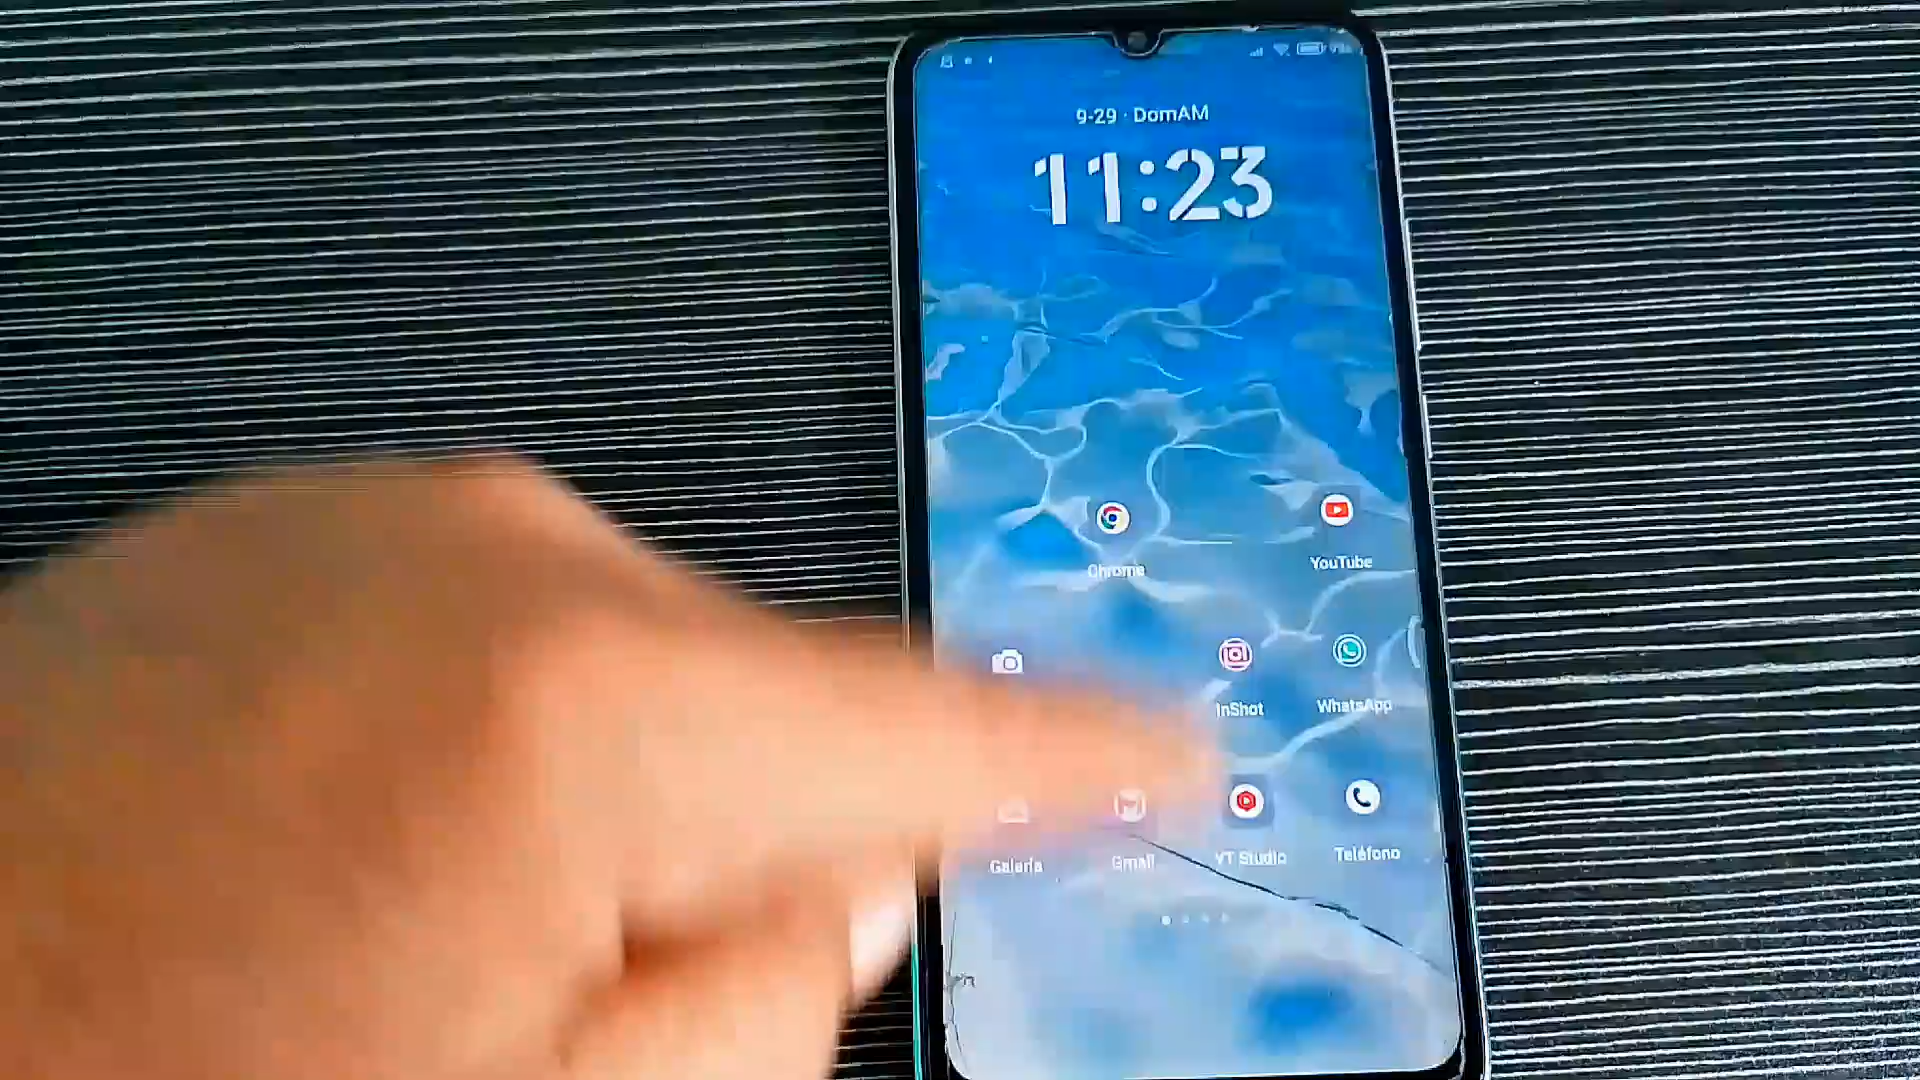 9-29 · DomAM
11:23
Chrome
YouTube
InShot
WhatsApp
Galería
Gmail
YT Studio
Teléfono